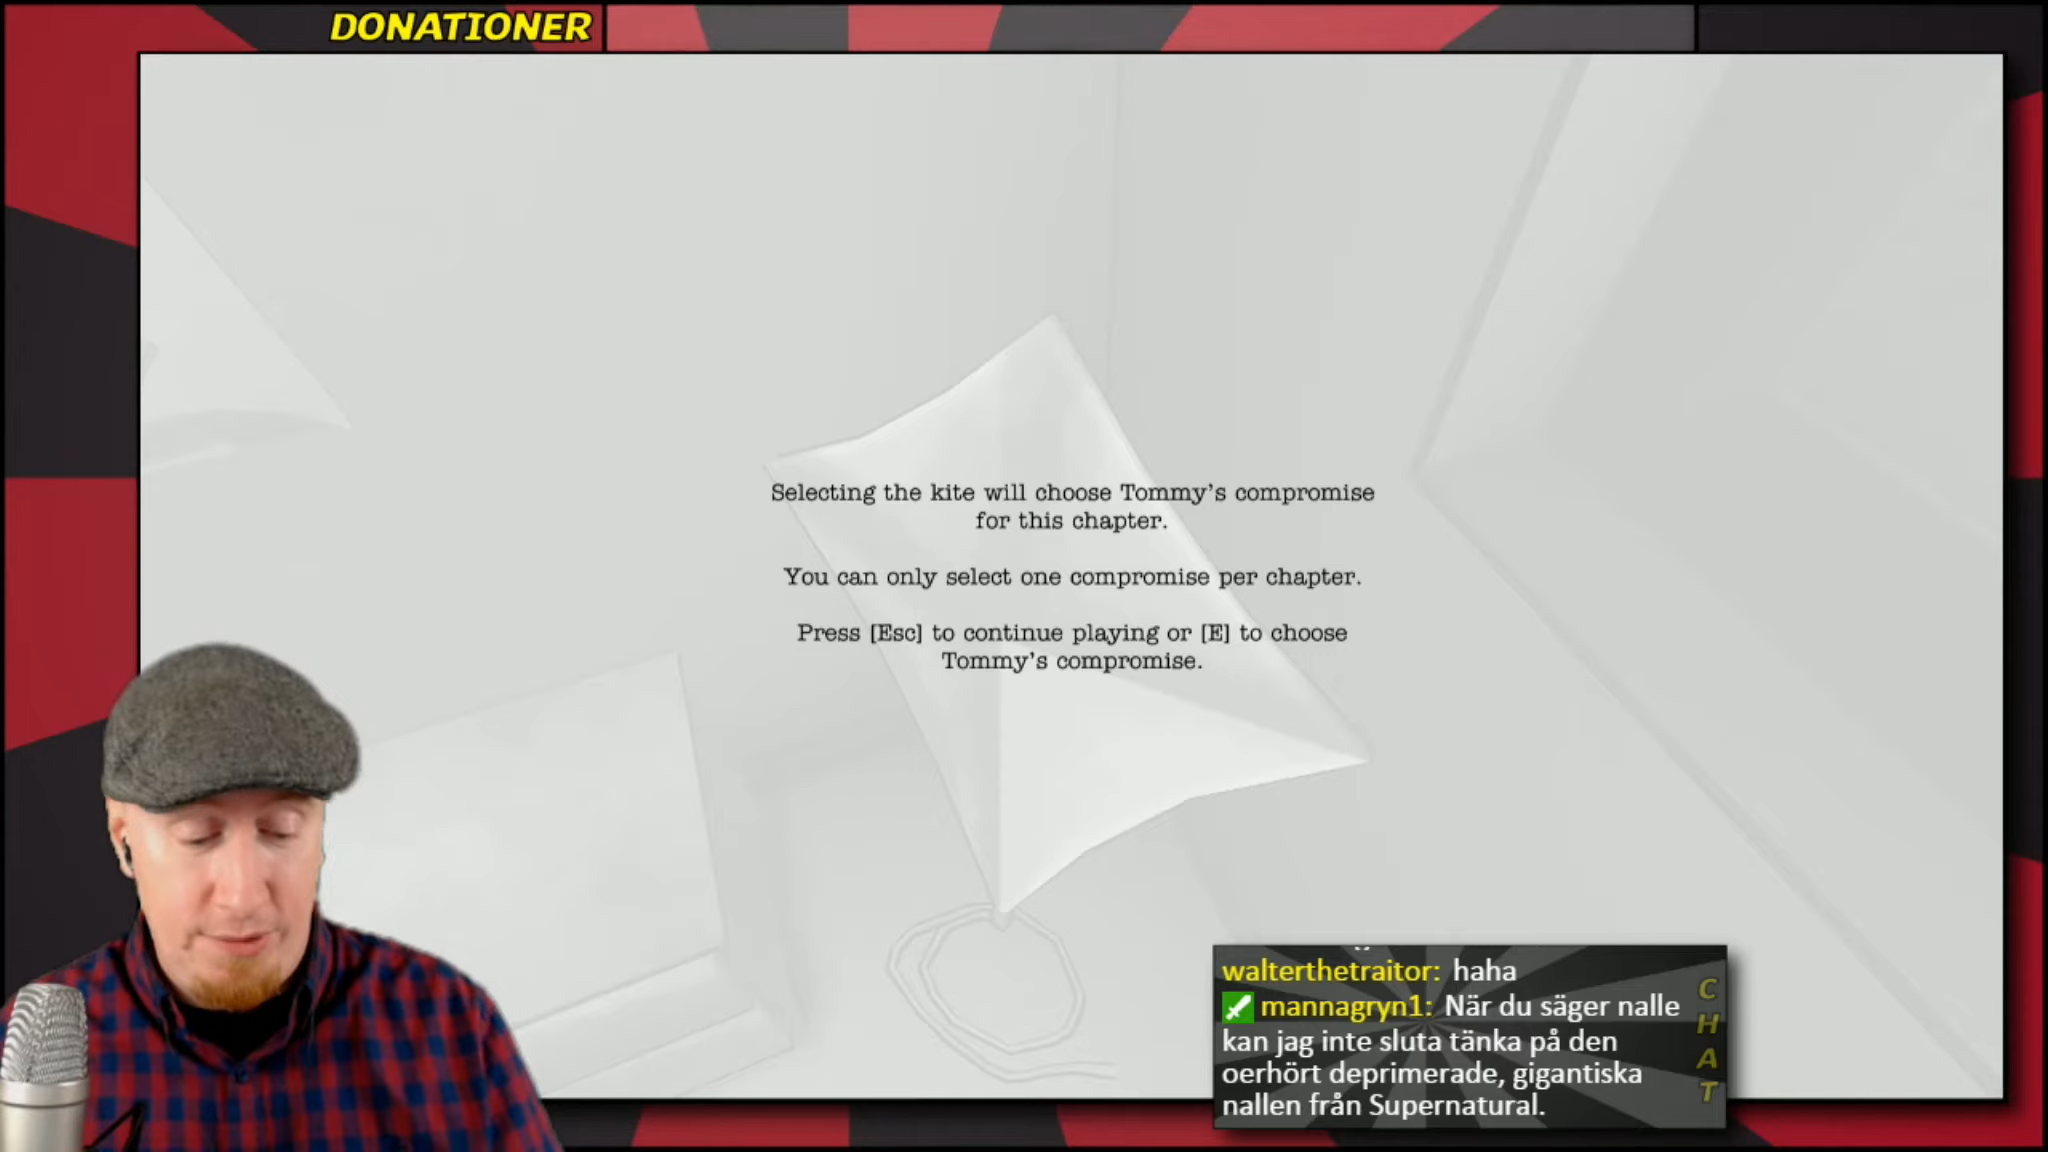 DONATIONER
Selecting the kite will choose Tommy's compromise
for this chapter.
You can only select one compromise per chapter.
Press [Esc] to continue playing or [E] to choose
Tommy's compromise.
walterthetraitor: haha
mannagryn1: När du säger nalle
kan jag inte sluta tänka på den
oerhört deprimerade, gigantiska
nallen från Supernatural.
CHAT